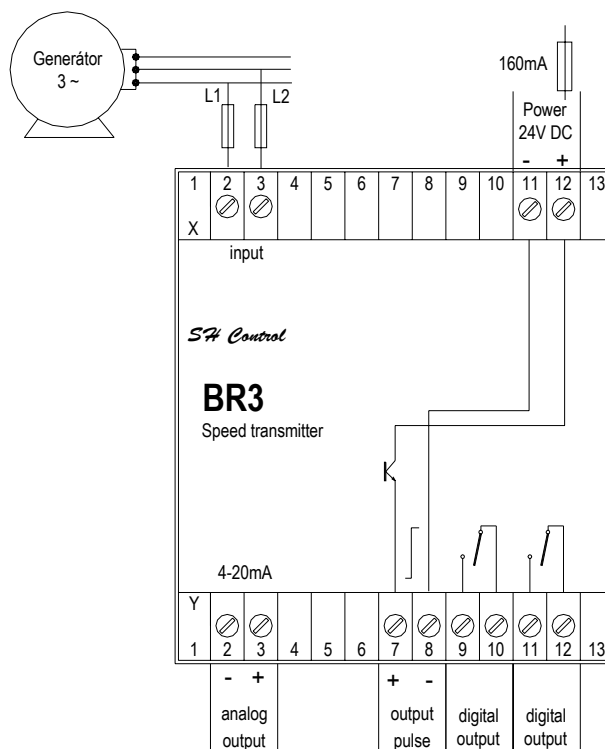 Generátor
3 ~
L1
L2
160mA
Power
24V DC
- +
1 2 3 4 5 6 7 8 9 10 11 12 13
X
input
SH Control
BR3
Speed transmitter
4-20mA
Y
1 2 3 4 5 6 7 8 9 10 11 12 13
- + + -
analog output digital digital
output pulse output output